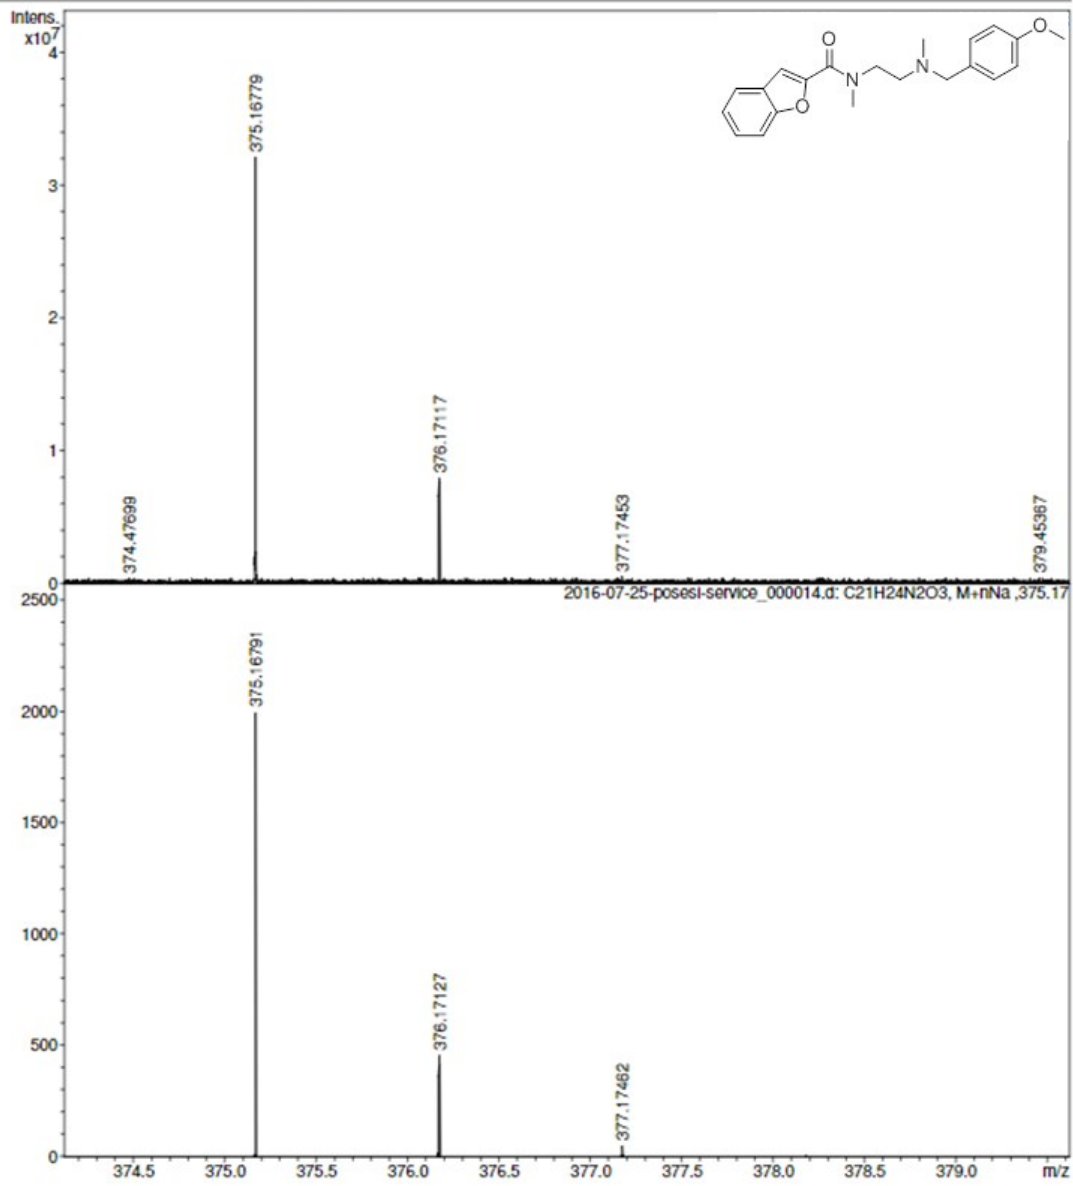 Intens.
x10⁷
4
3
2
1
0
374.47699
375.16779
376.17117
377.17453
379.45367
O
N
O
N
O
2016-07-25-posesi-service_000014.d: C21H24N2O3, M+nNa ,375.17
2500
2000
1500
1000
500
0
375.16791
376.17127
377.17462
374.5 375.0 375.5 376.0 376.5 377.0 377.5 378.0 378.5 379.0 m/z